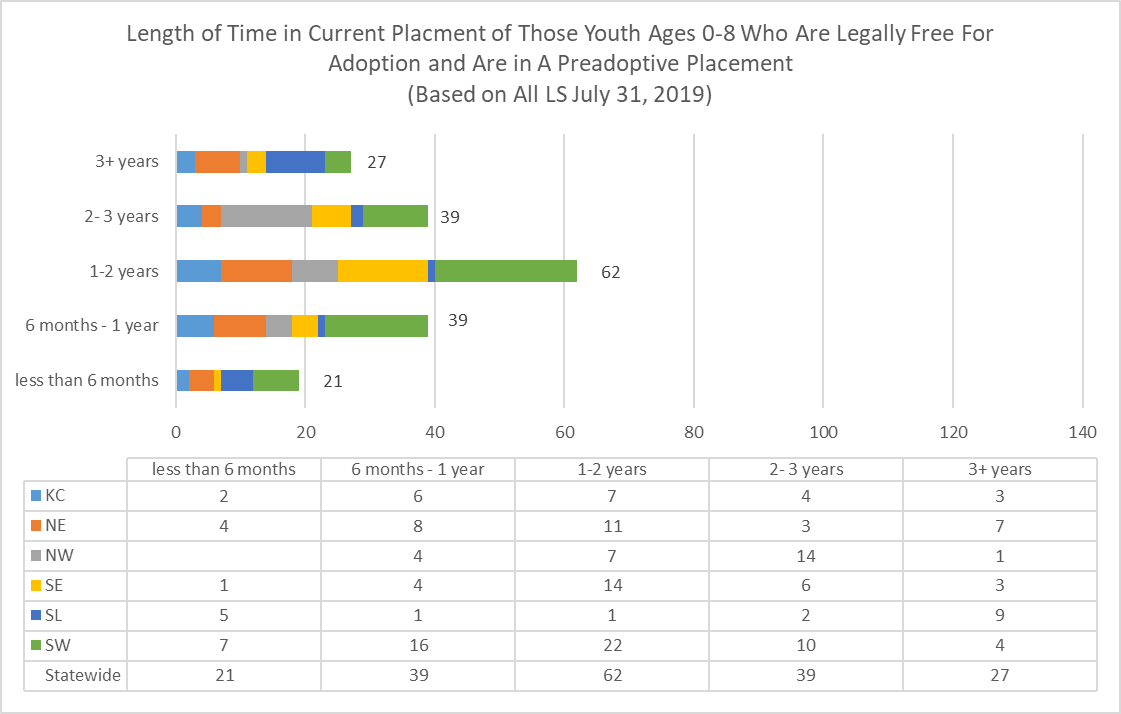 Length of Time in Current Placment of Those Youth Ages 0-8 Who Are Legally Free For
Adoption and Are in A Preadoptive Placement
(Based on All LS July 31, 2019)
3+ years 27
2- 3 years 39
1-2 years 62
6 months - 1 year 39
less than 6 months 21
0 20 40 60 80 100 120 140
less than 6 months 6 months - 1 year 1-2 years 2- 3 years 3+ years
KC 2 6 7 4 3
NE 4 8 11 3 7
NW 4 7 14 1
SE 1 4 14 6 3
SL 5 1 1 2 9
SW 7 16 22 10 4
Statewide 21 39 62 39 27